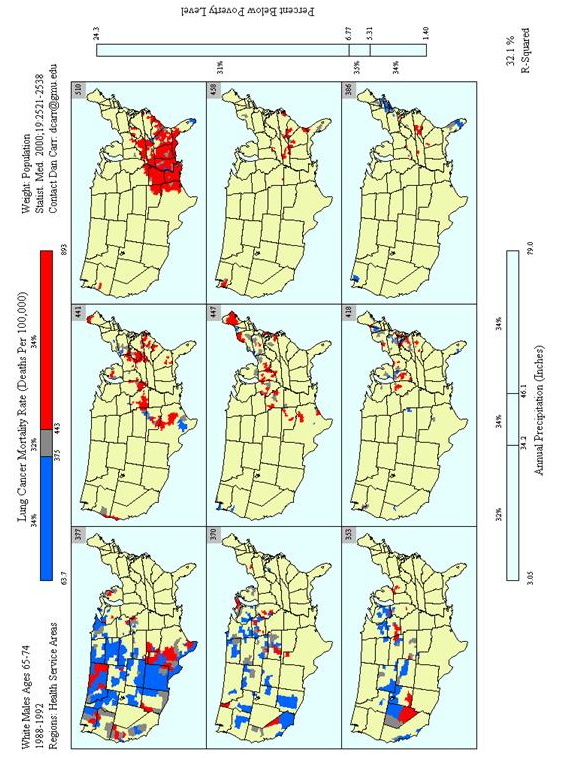 White Males Ages 65-74
1988-1992
Regions: Health Service Areas
Lung Cancer Mortality Rate (Deaths Per 100,000)
34% 32% 34%
63.7 375 443 893
Weight: Population
Statist. Med. 2000;19:2521-2538
Contact Dan Carr, dcarr@gmu.edu
377 441 510
370 447 458
353 418 386
Percent Below Poverty Level
24.3
31%
6.77
35%
5.31
34%
1.40
32% 34% 34%
3.05 34.2 46.1 79.0
Annual Precipitation (Inches)
32.1 %
R-Squared